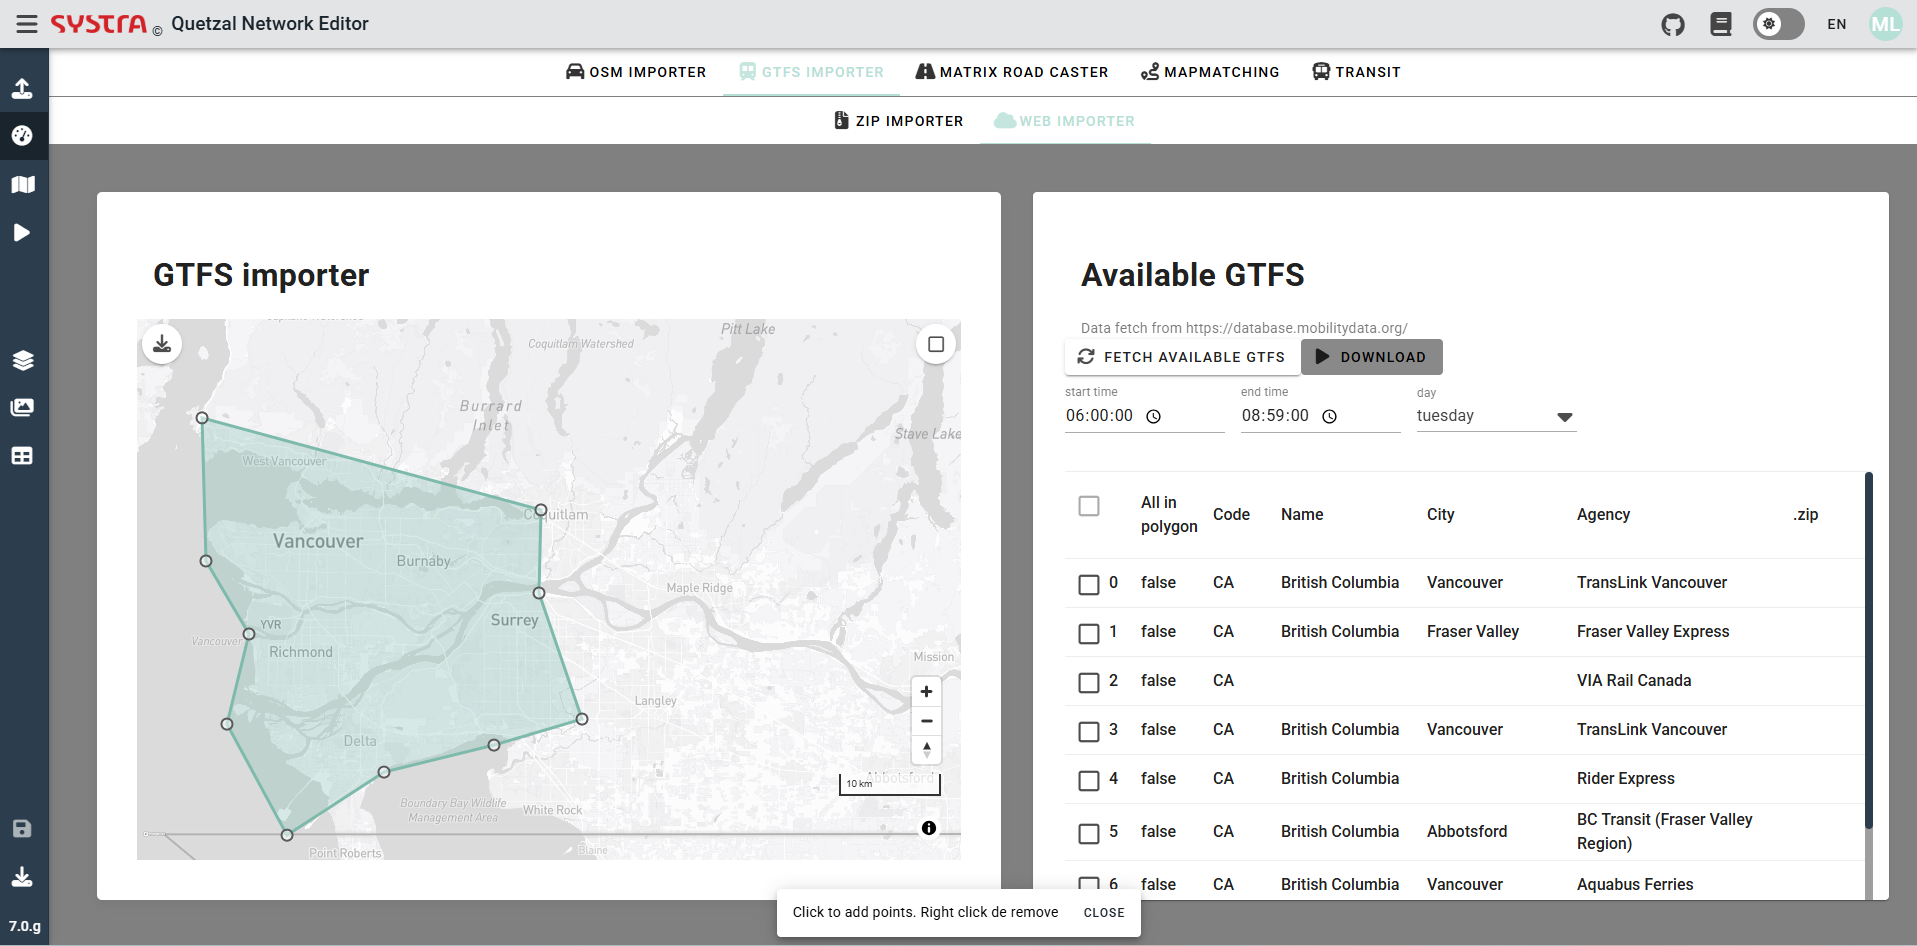 SYSTRA © Quetzal Network Editor
EN
ML
OSM IMPORTER
GTFS IMPORTER
MATRIX ROAD CASTER
MAPMATCHING
TRANSIT
ZIP IMPORTER
WEB IMPORTER
GTFS importer
Pitt Lake
Coquitlam Watershed
Burrard
Inlet
Stave Lake
West Vancouver
Coquitlam
Vancouver
Burnaby
Maple Ridge
Surrey
YVR
Vancouver
Richmond
Mission
Langley
Delta
Abbotsford
10 km
Boundary Bay Wildlife
Management Area
White Rock
Point Roberts
Blaine
Available GTFS
Data fetch from https://database.mobilitydata.org/
FETCH AVAILABLE GTFS
DOWNLOAD
start time
end time
day
06:00:00
08:59:00
tuesday
All in
polygon
Code
Name
City
Agency
.zip
0 false CA British Columbia Vancouver TransLink Vancouver
1 false CA British Columbia Fraser Valley Fraser Valley Express
2 false CA VIA Rail Canada
3 false CA British Columbia Vancouver TransLink Vancouver
4 false CA British Columbia Rider Express
5 false CA British Columbia Abbotsford BC Transit (Fraser Valley
Region)
6 false CA British Columbia Vancouver Aquabus Ferries
Click to add points. Right click de remove
CLOSE
7.0.g